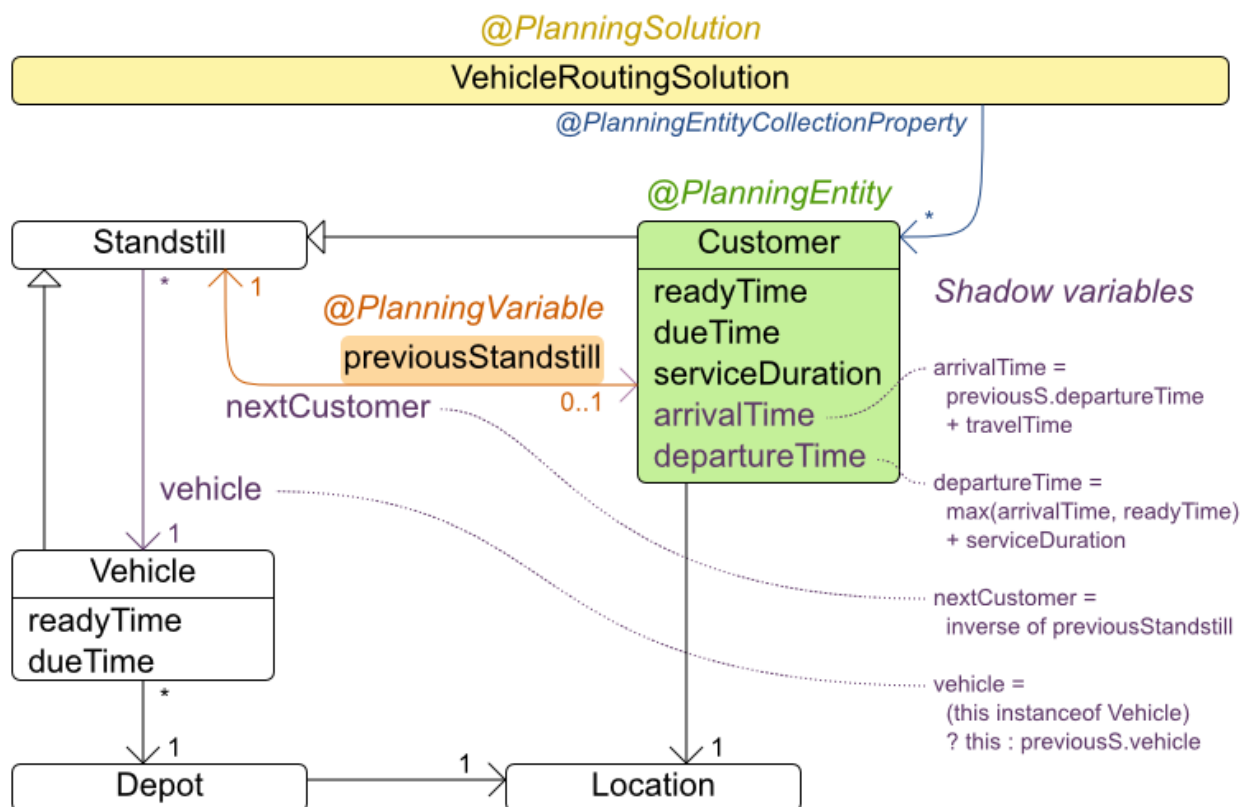 @PlanningSolution
VehicleRoutingSolution
@PlanningEntityCollectionProperty
@PlanningEntity
*
Standstill
Customer
*
1
@PlanningVariable
previousStandstill
0..1
nextCustomer
readyTime
dueTime
serviceDuration
arrivalTime
departureTime
Shadow variables
arrivalTime =
previousS.departureTime
+ travelTime
departureTime =
max(arrivalTime, readyTime)
+ serviceDuration
nextCustomer =
inverse of previousStandstill
vehicle =
(this instanceof Vehicle)
? this : previousS.vehicle
vehicle
1
Vehicle
readyTime
dueTime
*
1
Depot
1
1
Location